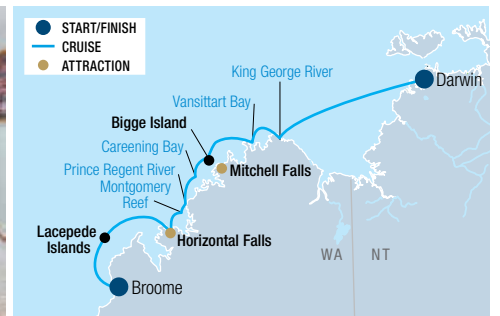 START/FINISH
CRUISE
ATTRACTION
King George River
Darwin
Vansittart Bay
Bigge Island
Careening Bay
Mitchell Falls
Prince Regent River
Montgomery
Reef
Lacepede
Islands
Horizontal Falls
WA
NT
Broome